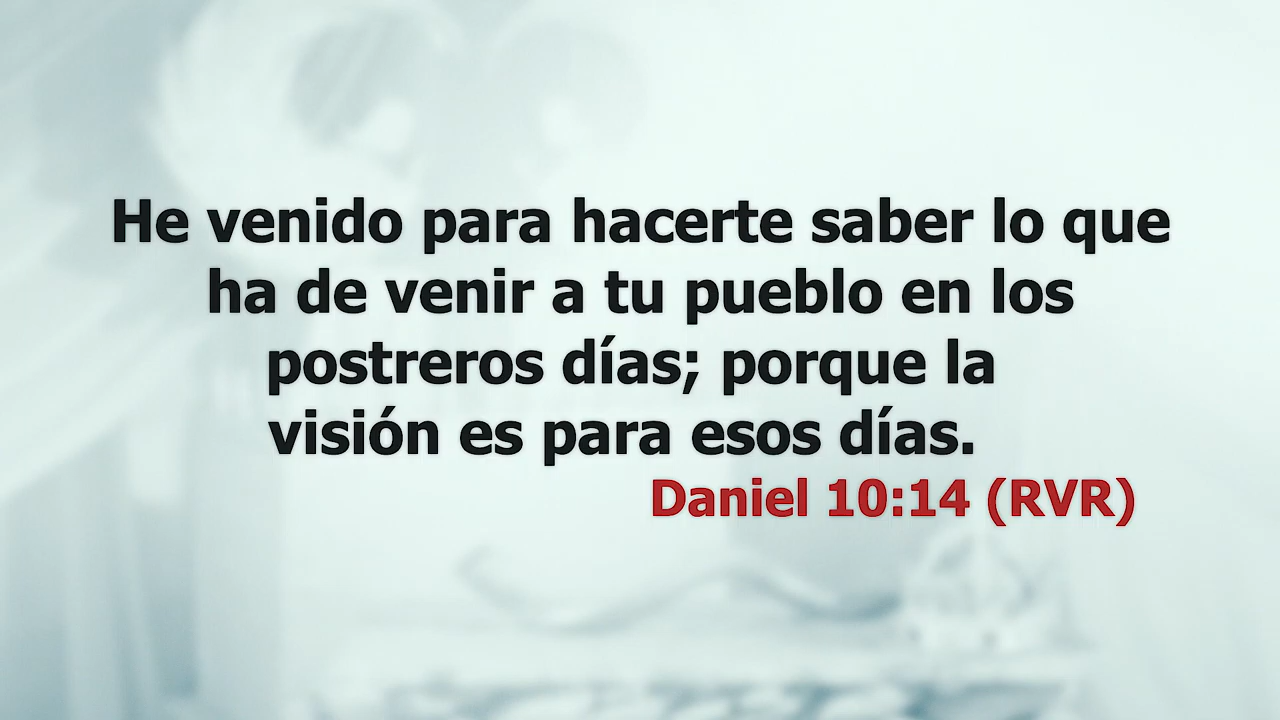 He venido para hacerte saber lo que
ha de venir a tu pueblo en los
postreros días; porque la
visión es para esos días.
Daniel 10:14 (RVR)